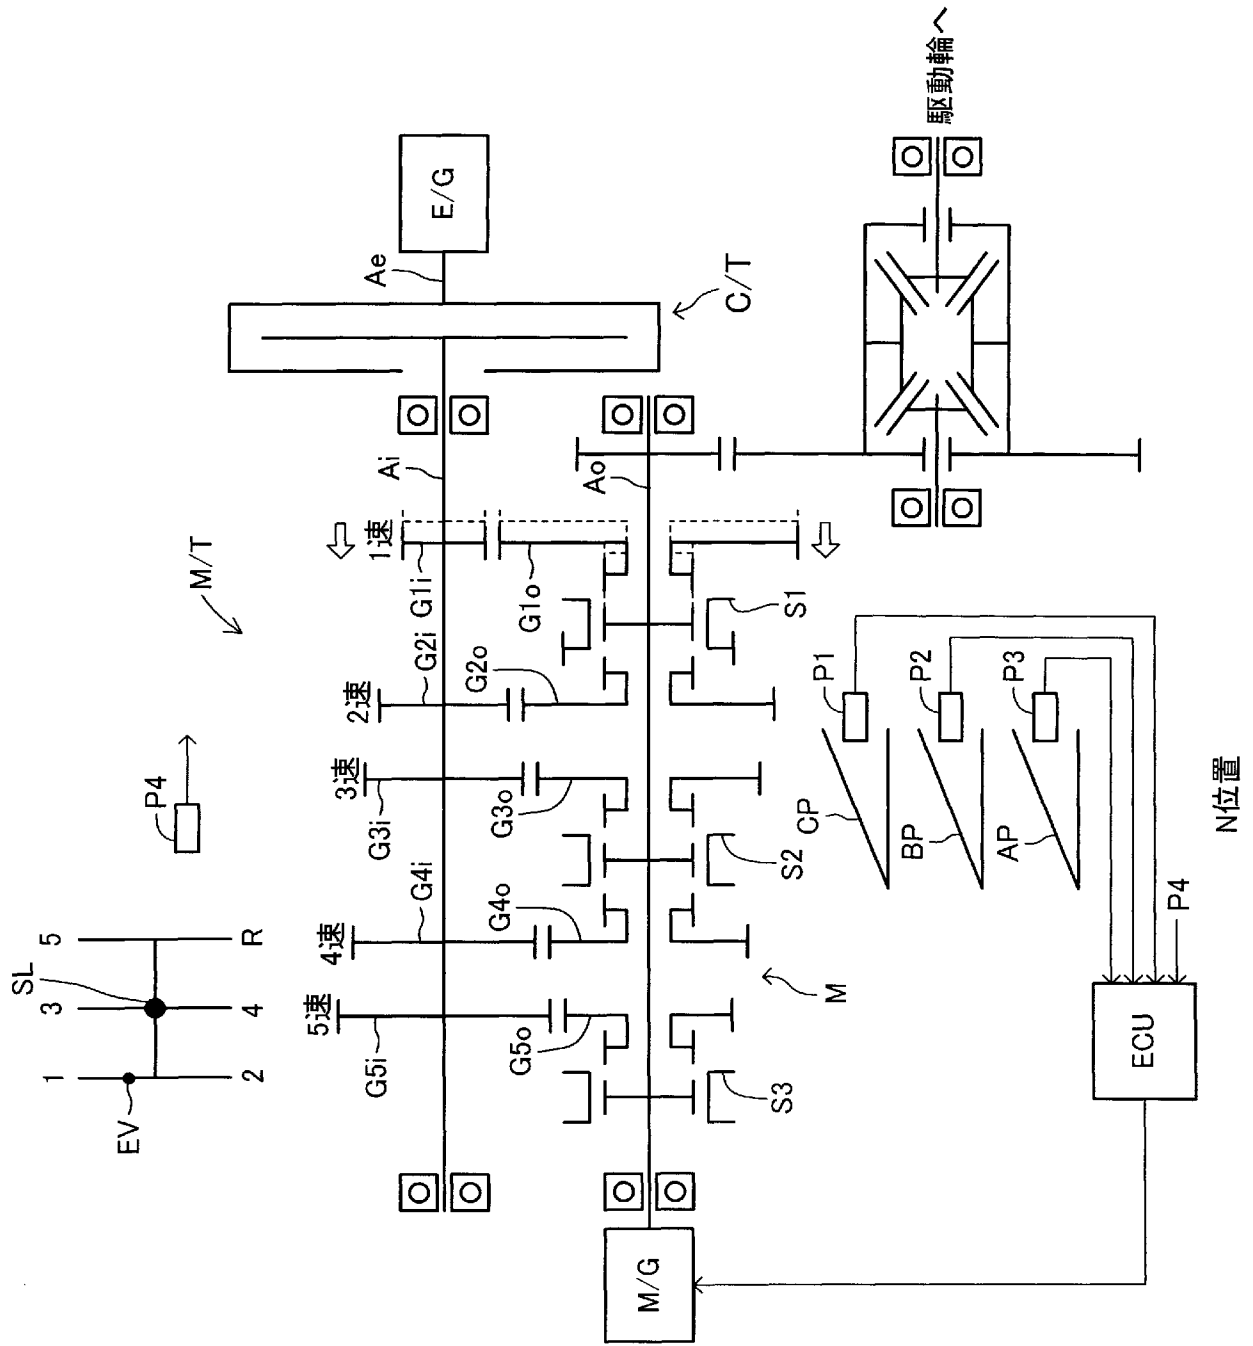 M/T
E/G
Ae
C/T
駆動輪へ
Ai
Ao
1速
G1i
G1o
S1
2速
G2i
G2o
3速
G3i
G3o
S2
4速
G4i
G4o
5速
G5i
G5o
S3
M
M/G
1
3
5
SL
EV
2
4
R
P4
P1
P2
P3
CP
BP
AP
P4
ECU
N位置